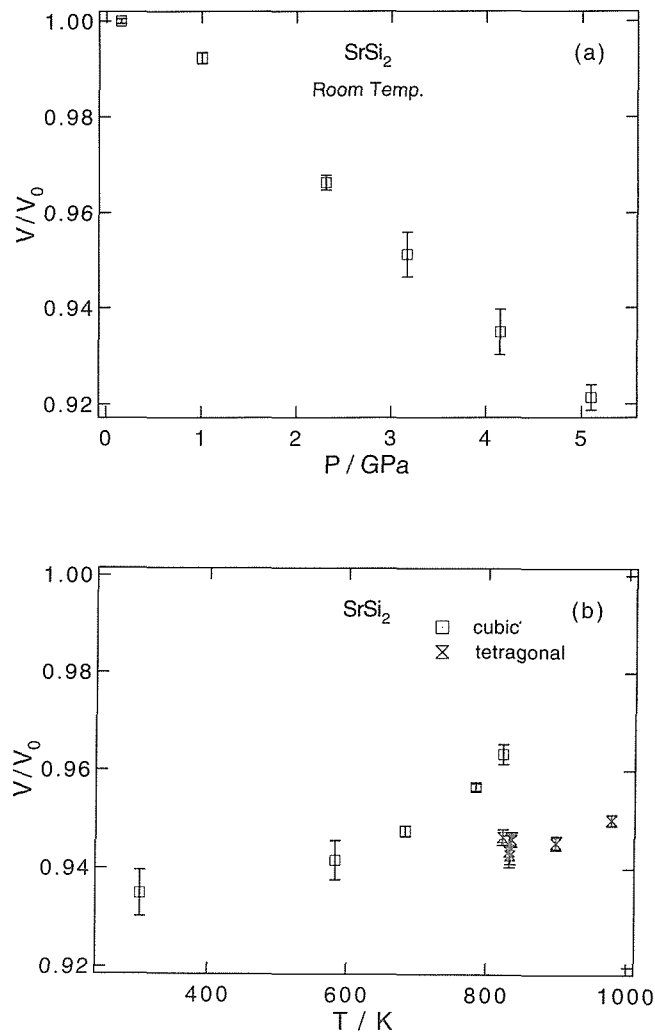 1.00
0.98
0.96
0.94
0.92
V/V0
SrSi2
(a)
Room Temp.
0
1
2
3
4
5
P / GPa
1.00
0.98
0.96
0.94
0.92
V/V0
SrSi2
(b)
cubic
tetragonal
400
600
800
1000
T / K